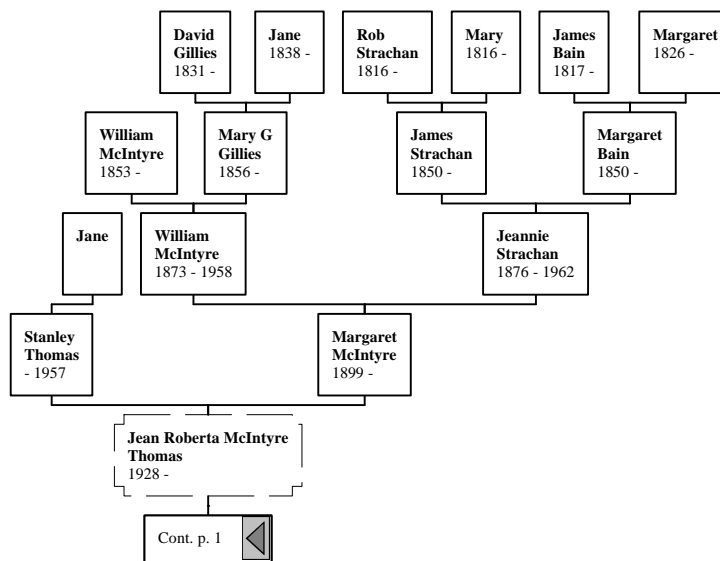 David
Gillies
1831 -
Jane
1838 -
Rob
Strachan
1816 -
Mary
1816 -
James
Bain
1817 -
Margaret
1826 -
William
McIntyre
1853 -
Mary G
Gillies
1856 -
James
Strachan
1850 -
Margaret
Bain
1850 -
Jane
William
McIntyre
1873 - 1958
Jeannie
Strachan
1876 - 1962
Stanley
Thomas
- 1957
Margaret
McIntyre
1899 -
Jean Roberta McIntyre
Thomas
1928 -
Cont. p. 1